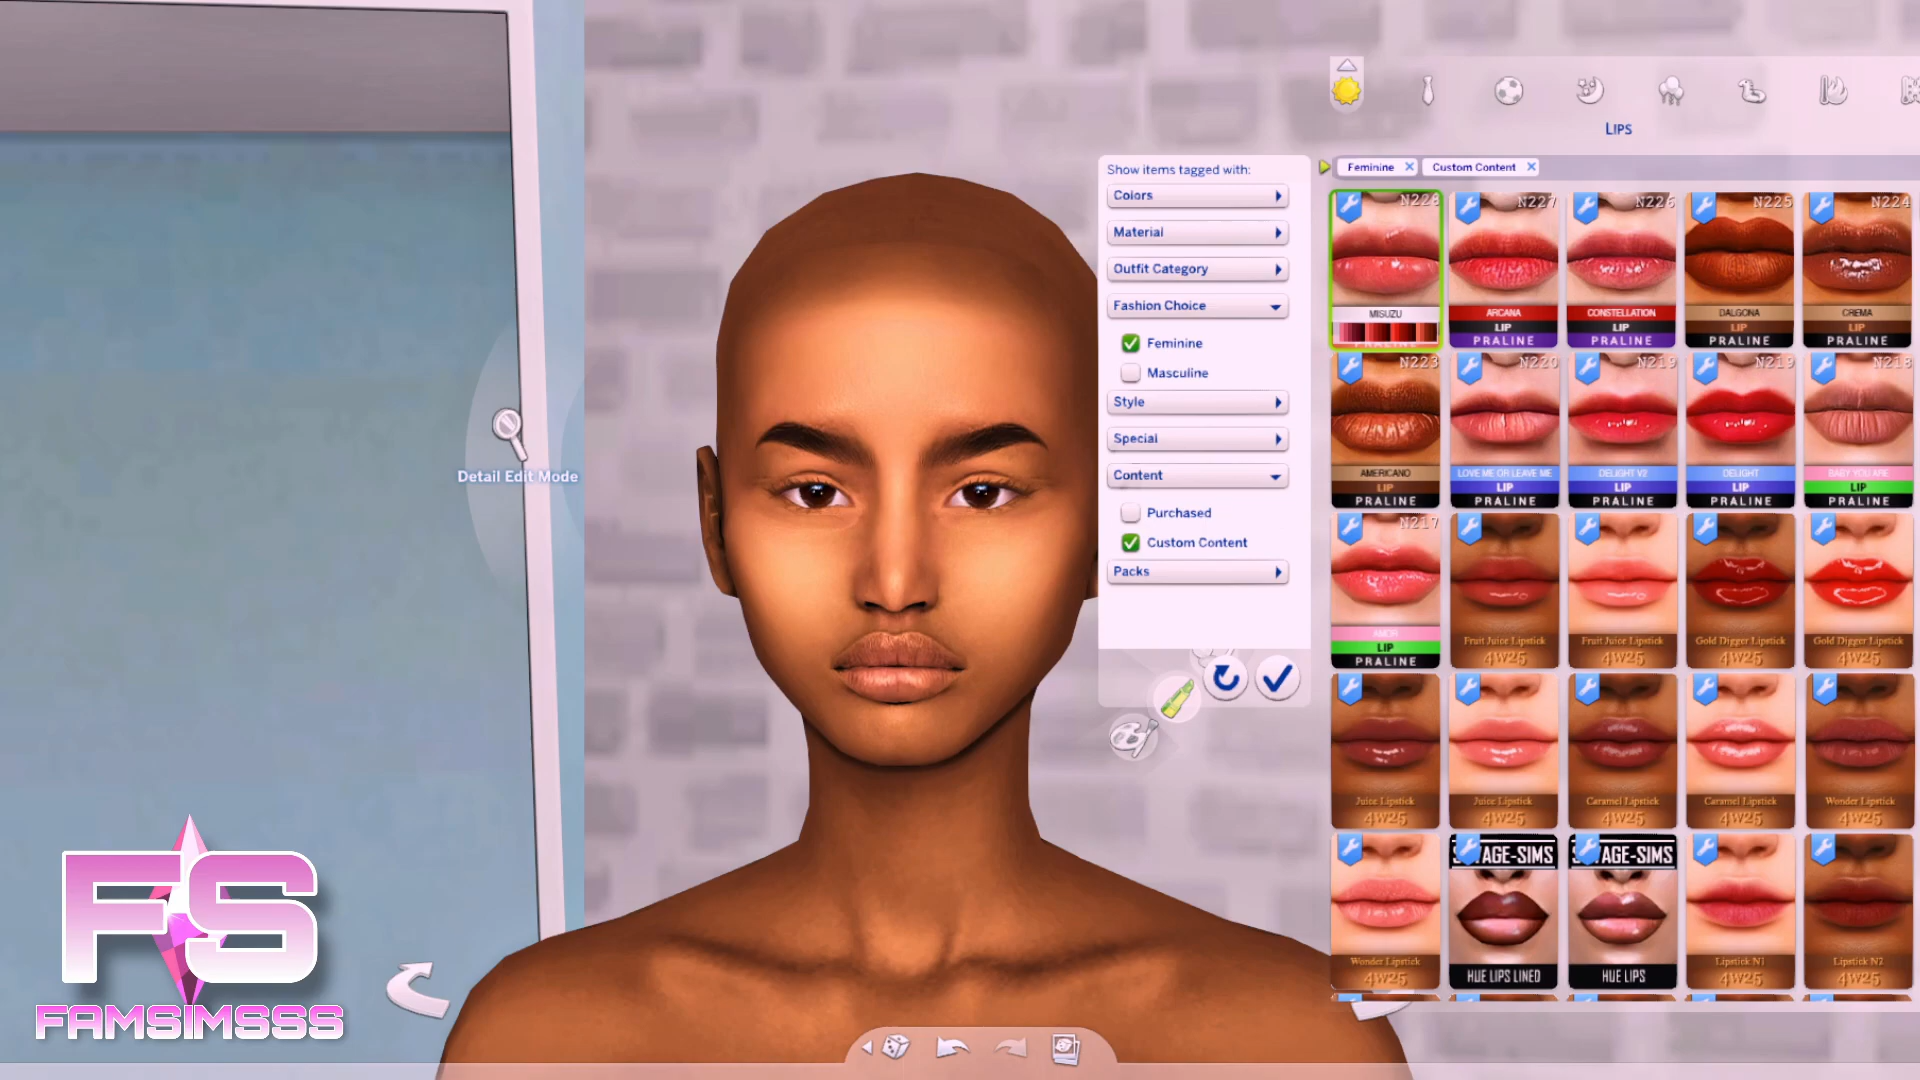 LIPS
Feminine
Custom Content
Show items tagged with:
Colors
Material
Outfit Category
Fashion Choice
Feminine
Masculine
Style
Special
Content
Purchased
Custom Content
Packs
Detail Edit Mode
N228
MISUZU
N227
ARCANA
LIP
PRALINE
N226
CONSTELLATION
LIP
PRALINE
N225
DALGONA
LIP
PRALINE
N224
CREMA
LIP
PRALINE
N223
AMERICANO
LIP
PRALINE
N220
LOVE ME OR LEAVE ME
LIP
PRALINE
N219
DELIGHT V2
LIP
PRALINE
N219
DELIGHT
LIP
PRALINE
N218
BABY YOU ARE
LIP
PRALINE
N217
AMOR
LIP
PRALINE
Fruit Juice Lipstick
4W25
Fruit Juice Lipstick
4W25
Gold Digger Lipstick
4W25
Gold Digger Lipstick
4W25
Juice Lipstick
4W25
Juice Lipstick
4W25
Caramel Lipstick
4W25
Caramel Lipstick
4W25
Wonder Lipstick
4W25
Wonder Lipstick
4W25
AGE-SIMS
HUE LIPS LINED
AGE-SIMS
HUE LIPS
Lipstick N1
4W25
Lipstick N2
4W25
FS
FAMSIMSSS